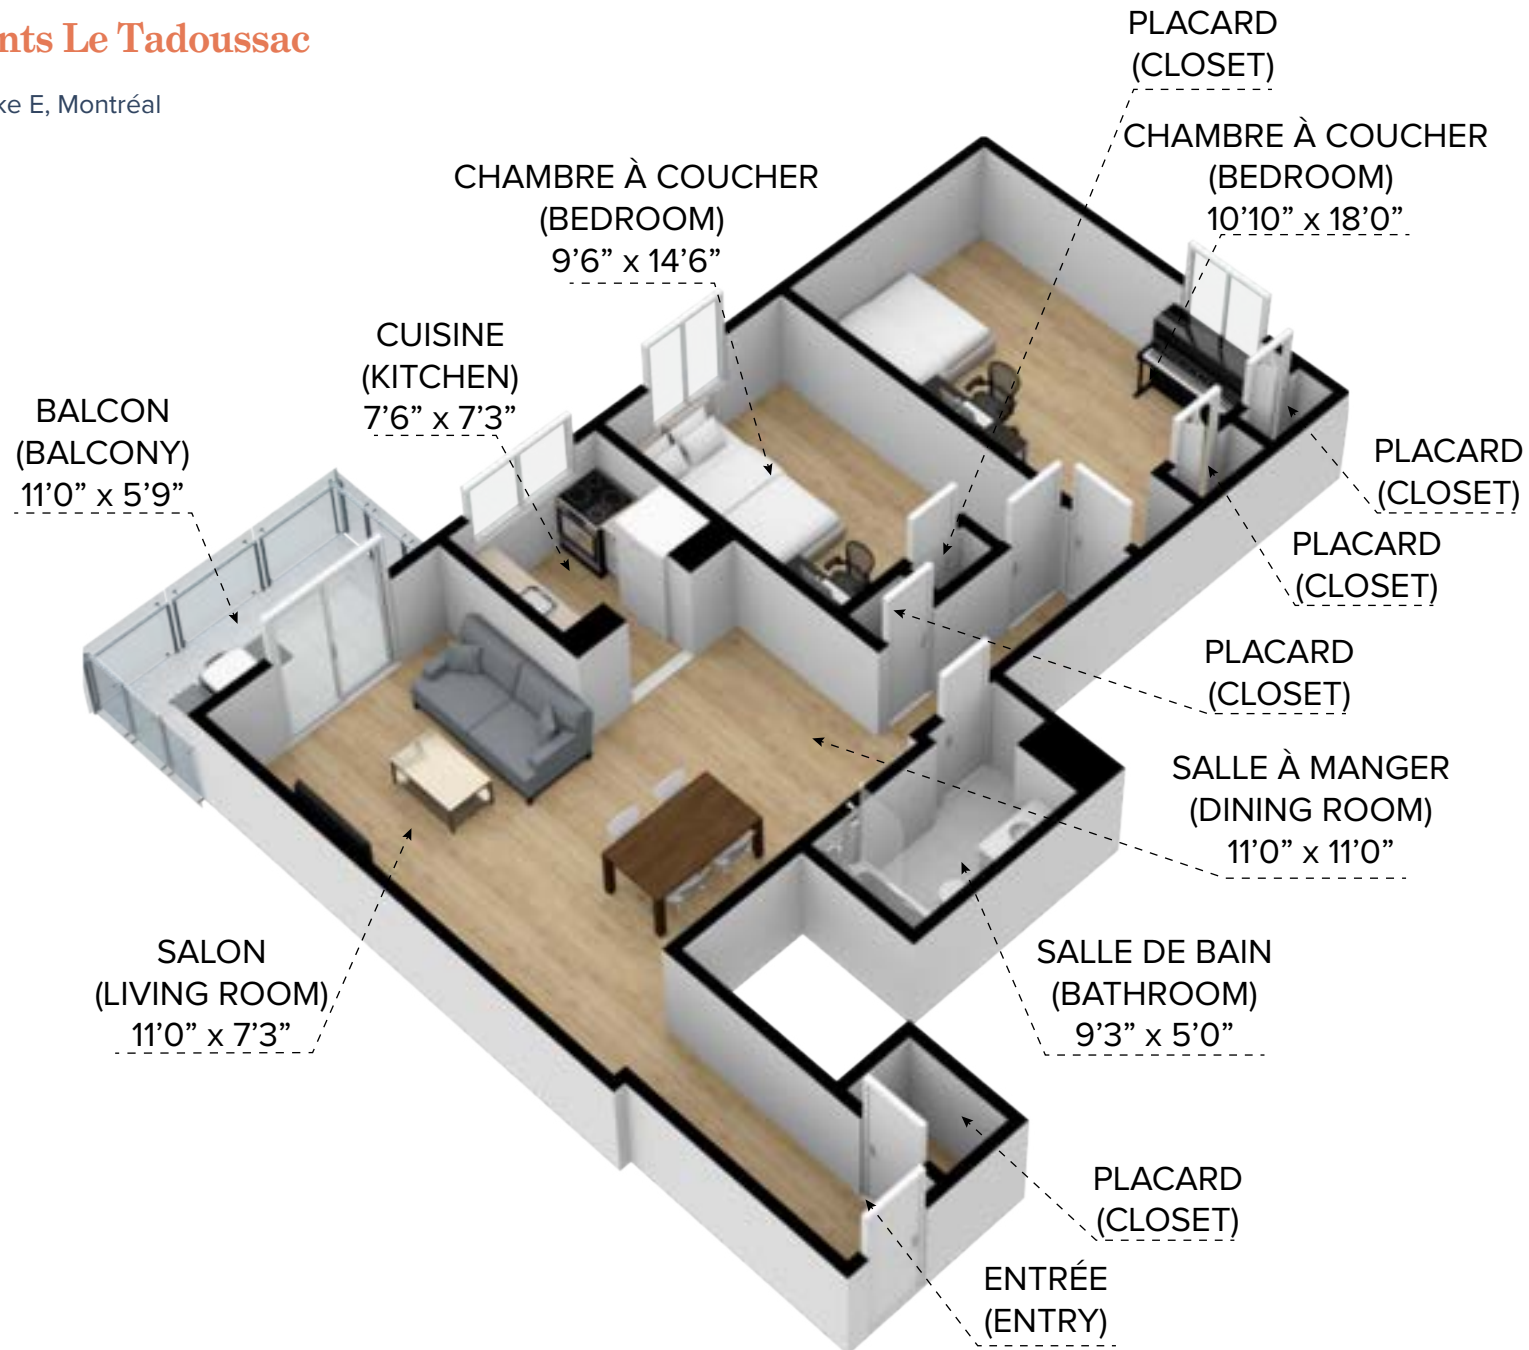 nts Le Tadoussac
ke E, Montréal
PLACARD
(CLOSET)
CHAMBRE À COUCHER
(BEDROOM)
10’10” x 18’0”
CHAMBRE À COUCHER
(BEDROOM)
9’6” x 14’6”
CUISINE
(KITCHEN)
7’6” x 7’3”
BALCON
(BALCONY)
11’0” x 5’9”
PLACARD
(CLOSET)
PLACARD
(CLOSET)
PLACARD
(CLOSET)
SALLE À MANGER
(DINING ROOM)
11’0” x 11’0”
SALON
(LIVING ROOM)
11’0” x 7’3”
SALLE DE BAIN
(BATHROOM)
9’3” x 5’0”
PLACARD
(CLOSET)
ENTRÉE
(ENTRY)